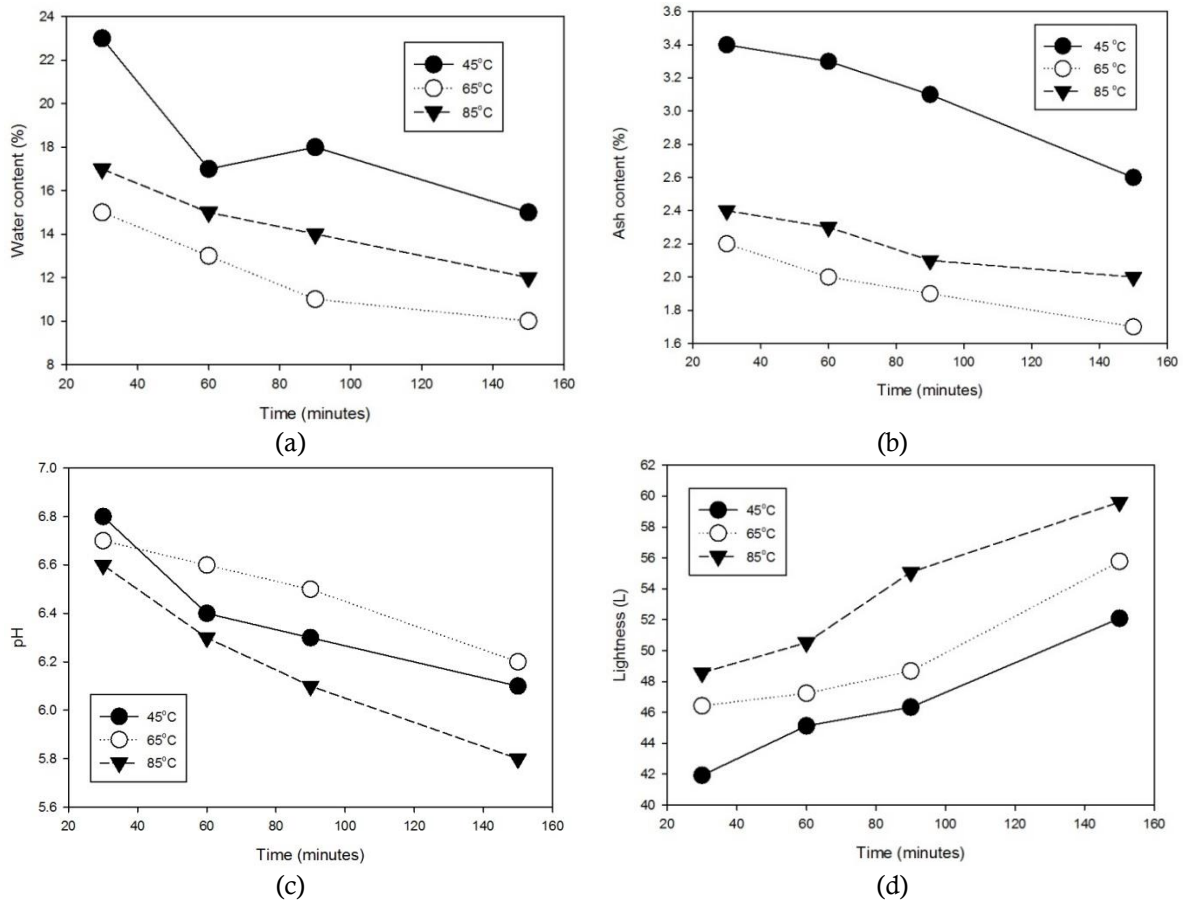 24
22
20
18
16
14
12
10
8
Water content (%)
45°C
65°C
85°C
20 40 60 80 100 120 140 160
Time (minutes)
(a)
3.4
3.2
3.0
2.8
2.6
2.4
2.2
2.0
1.8
1.6
Ash content (%)
45 °C
65 °C
85 °C
20 40 60 80 100 120 140 160
Time (minutes)
(b)
7.0
6.8
6.6
6.4
6.2
6.0
5.8
5.6
pH
45°C
65°C
85°C
20 40 60 80 100 120 140 160
Time (minutes)
(c)
62
60
58
56
54
52
50
48
46
44
42
40
Lightness (L)
45°C
65°C
85°C
20 40 60 80 100 120 140 160
Time (minutes)
(d)